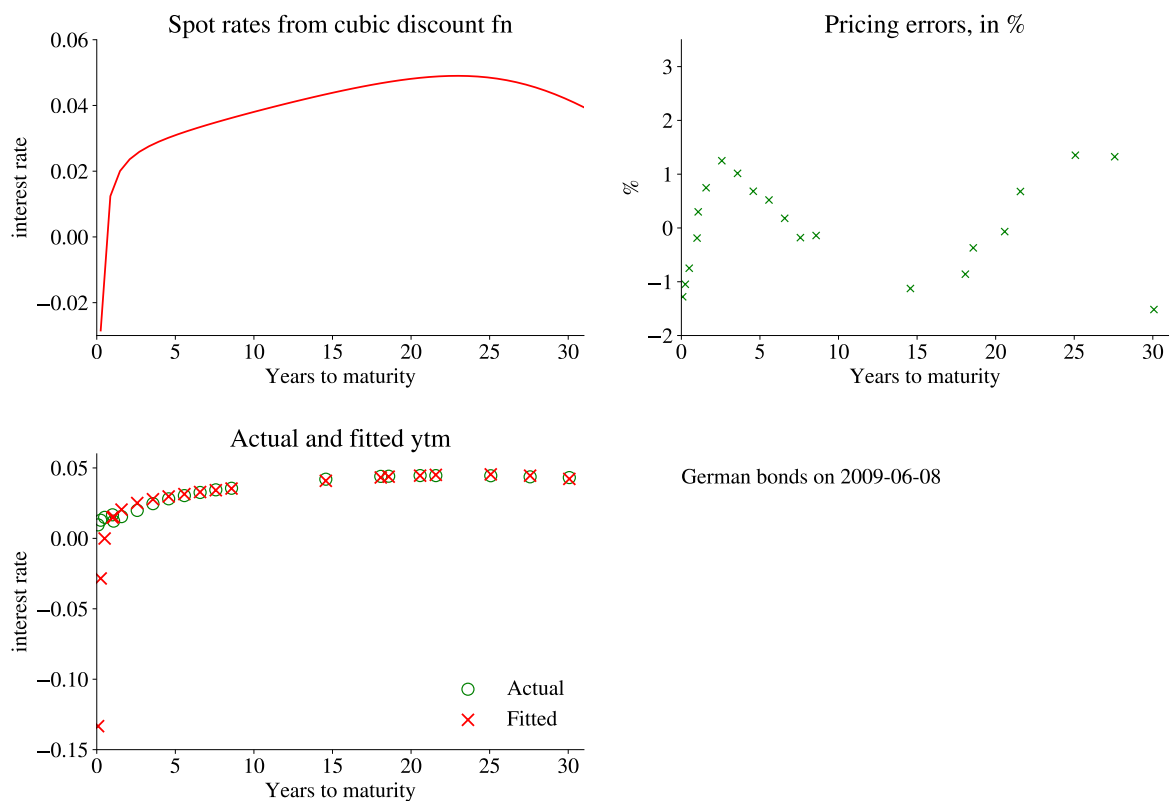 Spot rates from cubic discount fn
0.06
0.04
0.02
0.00
−0.02
interest rate
0 5 10 15 20 25 30
Years to maturity
Pricing errors, in %
3
2
1
0
−1
−2
%
0 5 10 15 20 25 30
Years to maturity
Actual and fitted ytm
0.05
0.00
−0.05
−0.10
−0.15
interest rate
Actual
Fitted
0 5 10 15 20 25 30
Years to maturity
German bonds on 2009-06-08